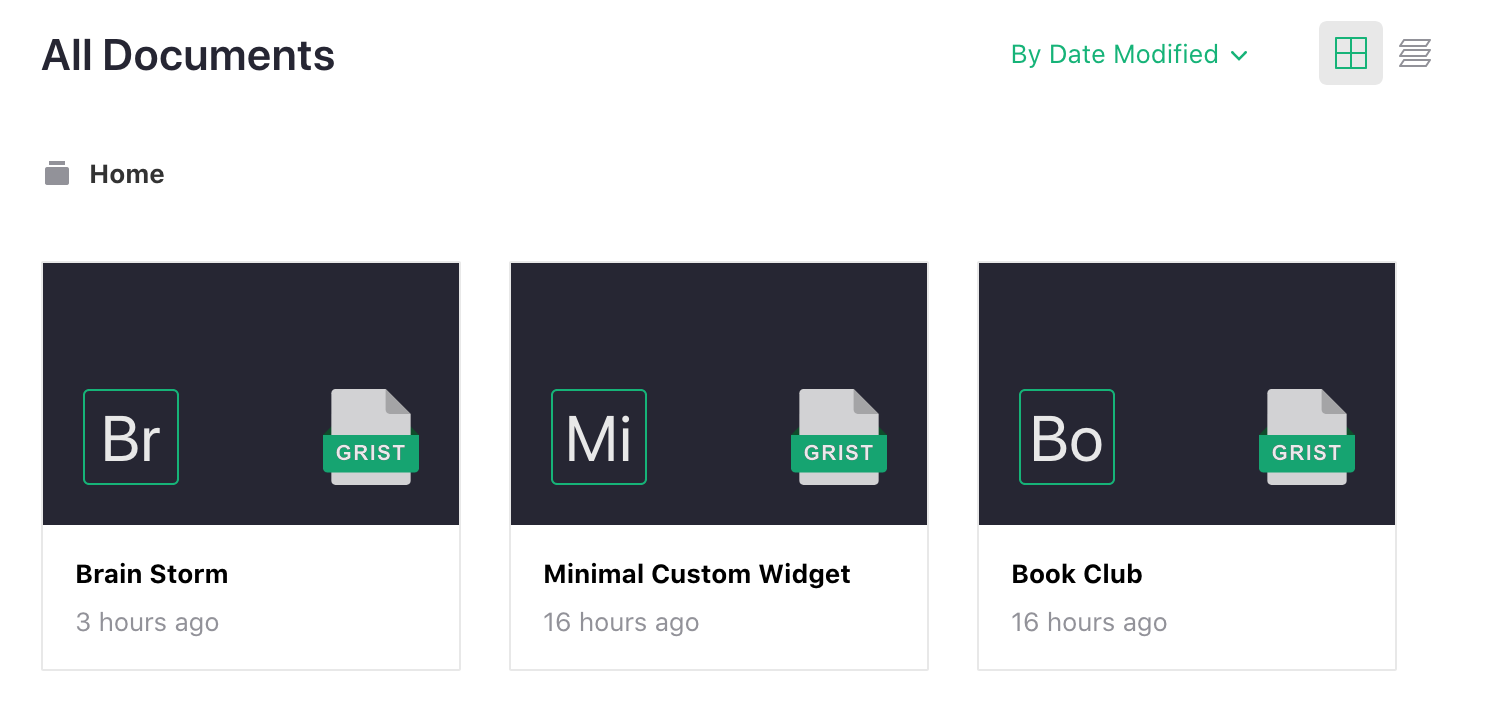 All Documents
By Date Modified
Home
Br
GRIST
Mi
GRIST
Bo
GRIST
Brain Storm
3 hours ago
Minimal Custom Widget
16 hours ago
Book Club
16 hours ago